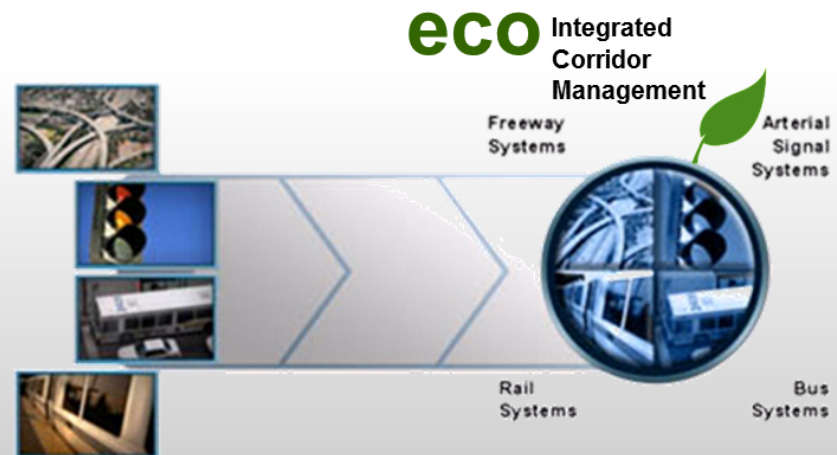 eco Integrated
Corridor
Management
Freeway
Systems
Arterial
Signal
Systems
Rail
Systems
Bus
Systems